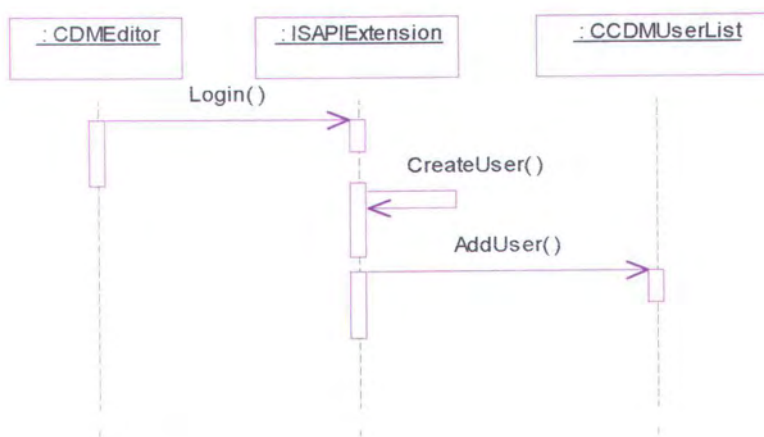 : CDMEditor
: ISAPIExtension
: CCDMUserList
Login()
CreateUser()
AddUser()